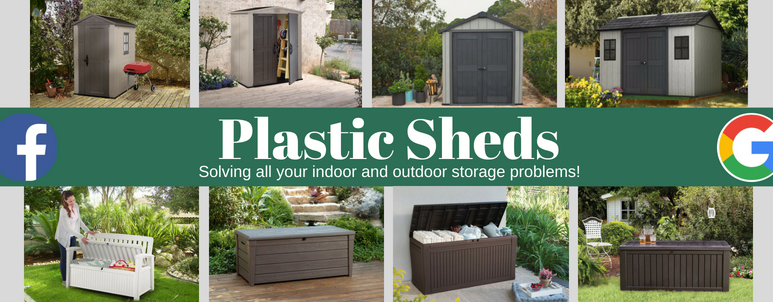 Plastic Sheds
Solving all your indoor and outdoor storage problems!